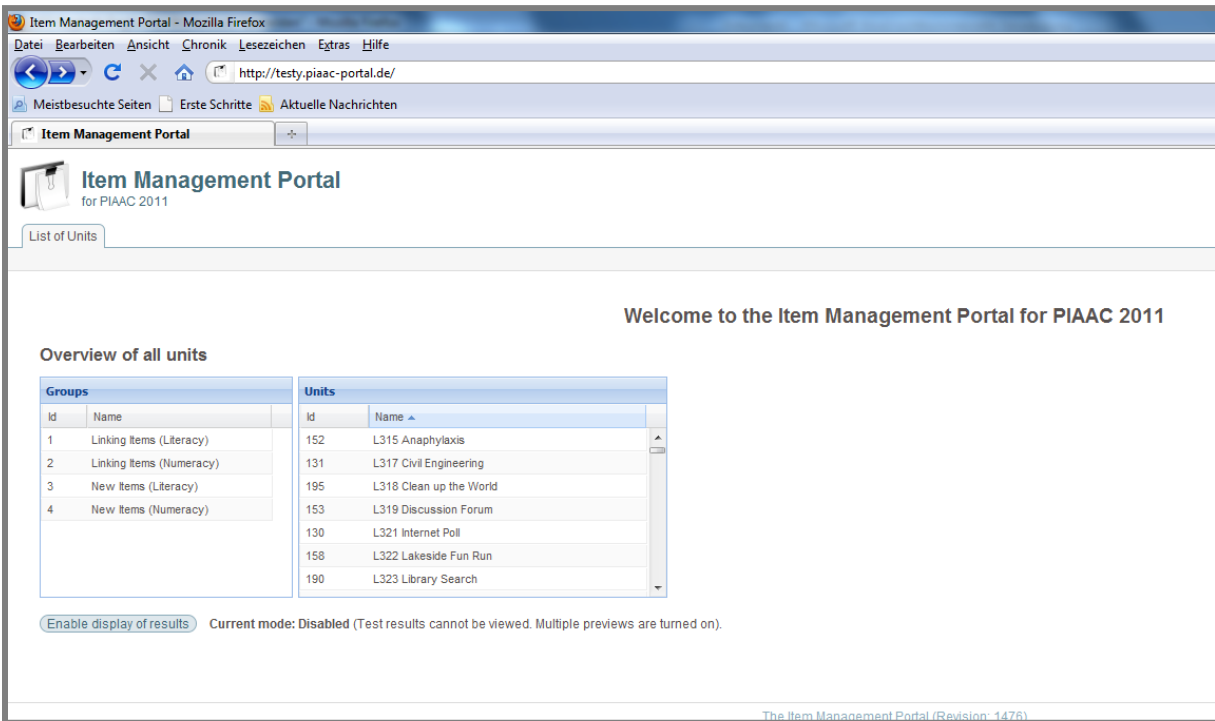 Item Management Portal - Mozilla Firefox
Datei Bearbeiten Ansicht Chronik Lesezeichen Extras Hilfe
http://testy.piaac-portal.de/
Meistbesuchte Seiten Erste Schritte Aktuelle Nachrichten
Item Management Portal
Item Management Portal
for PIAAC 2011
List of Units
Welcome to the Item Management Portal for PIAAC 2011
Overview of all units
Groups
Id Name
1 Linking Items (Literacy)
2 Linking Items (Numeracy)
3 New Items (Literacy)
4 New Items (Numeracy)
Units
Id Name
152 L315 Anaphylaxis
131 L317 Civil Engineering
195 L318 Clean up the World
153 L319 Discussion Forum
130 L321 Internet Poll
158 L322 Lakeside Fun Run
190 L323 Library Search
Enable display of results Current mode: Disabled (Test results cannot be viewed. Multiple previews are turned on).
The Item Management Portal (Revision: 1476)